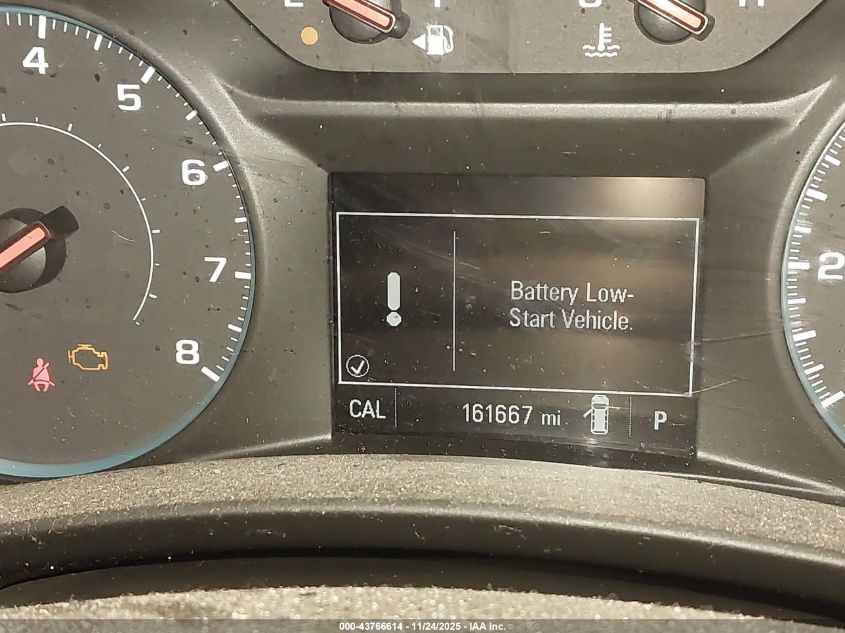 E F C H
4
5
6
7
8
2
Battery Low-
Start Vehicle.
CAL 161667 mi P
000-43766614 - 11/24/2025 - IAA Inc.